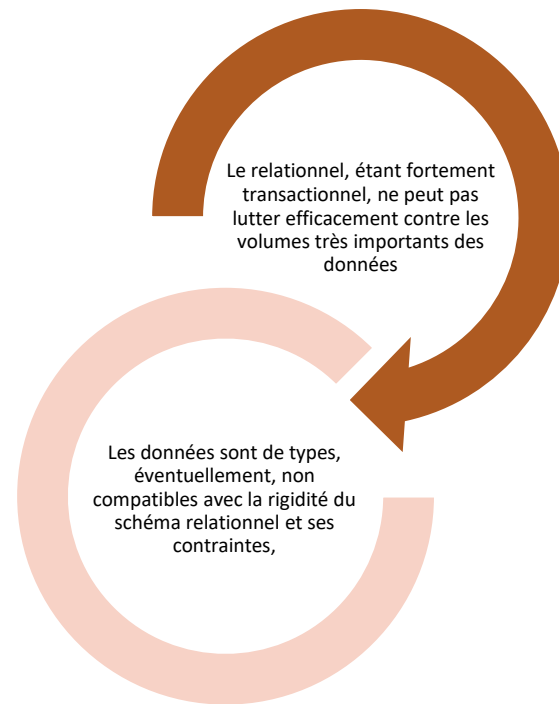 Le relationnel, étant fortement
transactionnel, ne peut pas
lutter efficacement contre les
volumes très importants des
données
Les données sont de types,
éventuellement, non
compatibles avec la rigidité du
schéma relationnel et ses
contraintes,